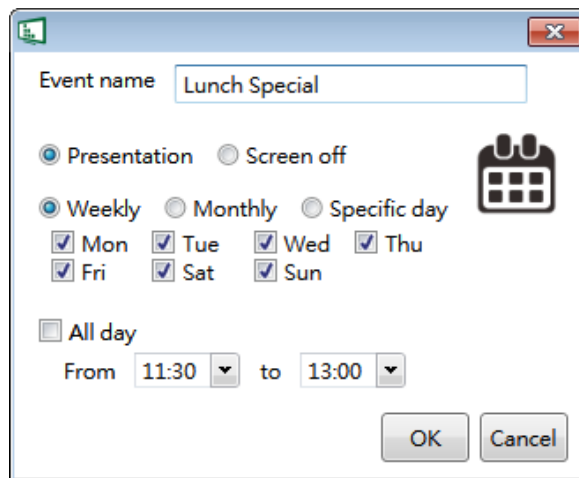 Event name Lunch Special
Presentation Screen off
Weekly Monthly Specific day
Mon Tue Wed Thu
Fri Sat Sun
All day
From 11:30 to 13:00
OK Cancel